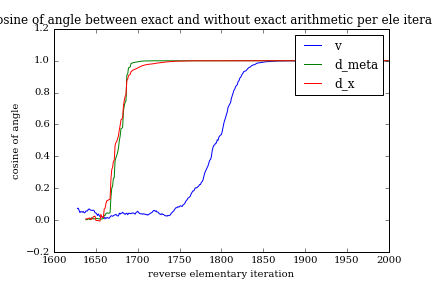 osine of angle between exact and without exact arithmetic per ele itera
1.2
1.0
0.8
0.6
0.4
0.2
0.0
−0.2
cosine of angle
v
d_meta
d_x
1600 1650 1700 1750 1800 1850 1900 1950 2000
reverse elementary iteration